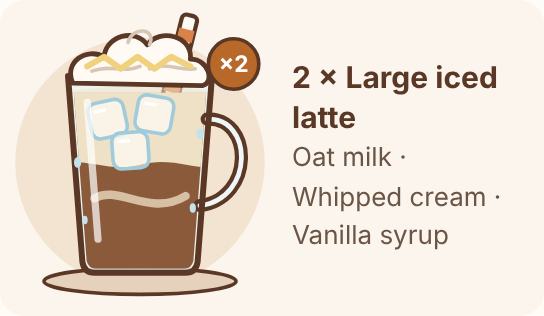 ×2
2 × Large iced
latte
Oat milk ·
Whipped cream ·
Vanilla syrup